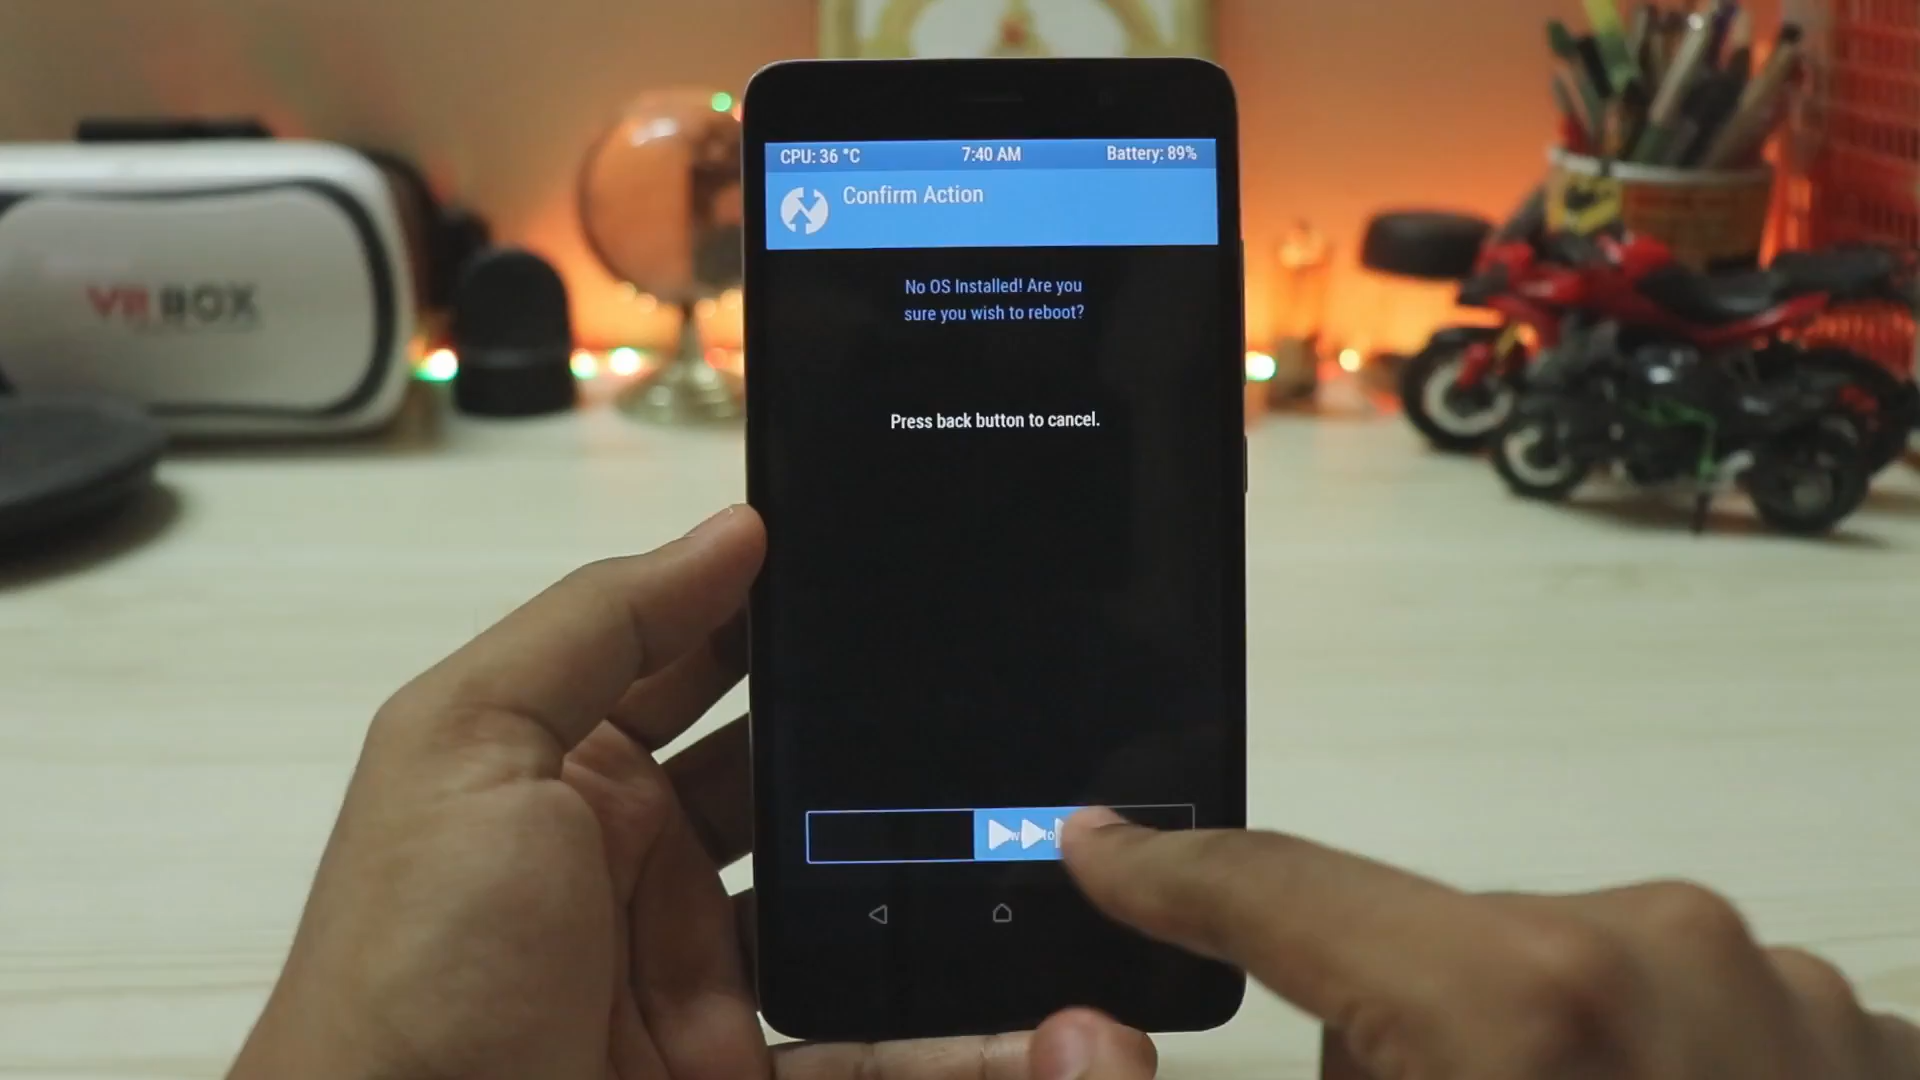 CPU: 36 °C 7:40 AM Battery: 89%
Confirm Action
No OS Installed! Are you
sure you wish to reboot?
Press back button to cancel.
VR BOX